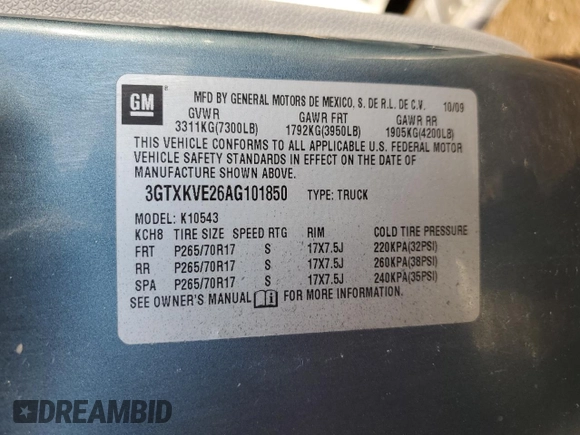 GM
MFD BY GENERAL MOTORS DE MEXICO, S. DE R.L. DE C.V. 10/09
GVWR GAWR FRT GAWR RR
3311KG(7300LB) 1792KG(3950LB) 1905KG(4200LB)
THIS VEHICLE CONFORMS TO ALL APPLICABLE U.S. FEDERAL MOTOR
VEHICLE SAFETY STANDARDS IN EFFECT ON THE DATE OF
MANUFACTURE SHOWN ABOVE.
3GTXKVE26AG101850 TYPE: TRUCK
MODEL: K10543
KCH8 TIRE SIZE SPEED RTG RIM COLD TIRE PRESSURE
FRT P265/70R17 S 17X7.5J 220KPA(32PSI)
RR P265/70R17 S 17X7.5J 260KPA(38PSI)
SPA P265/70R17 S 17X7.5J 240KPA(35PSI)
SEE OWNER'S MANUAL FOR MORE INFORMATION.
DREAMBID